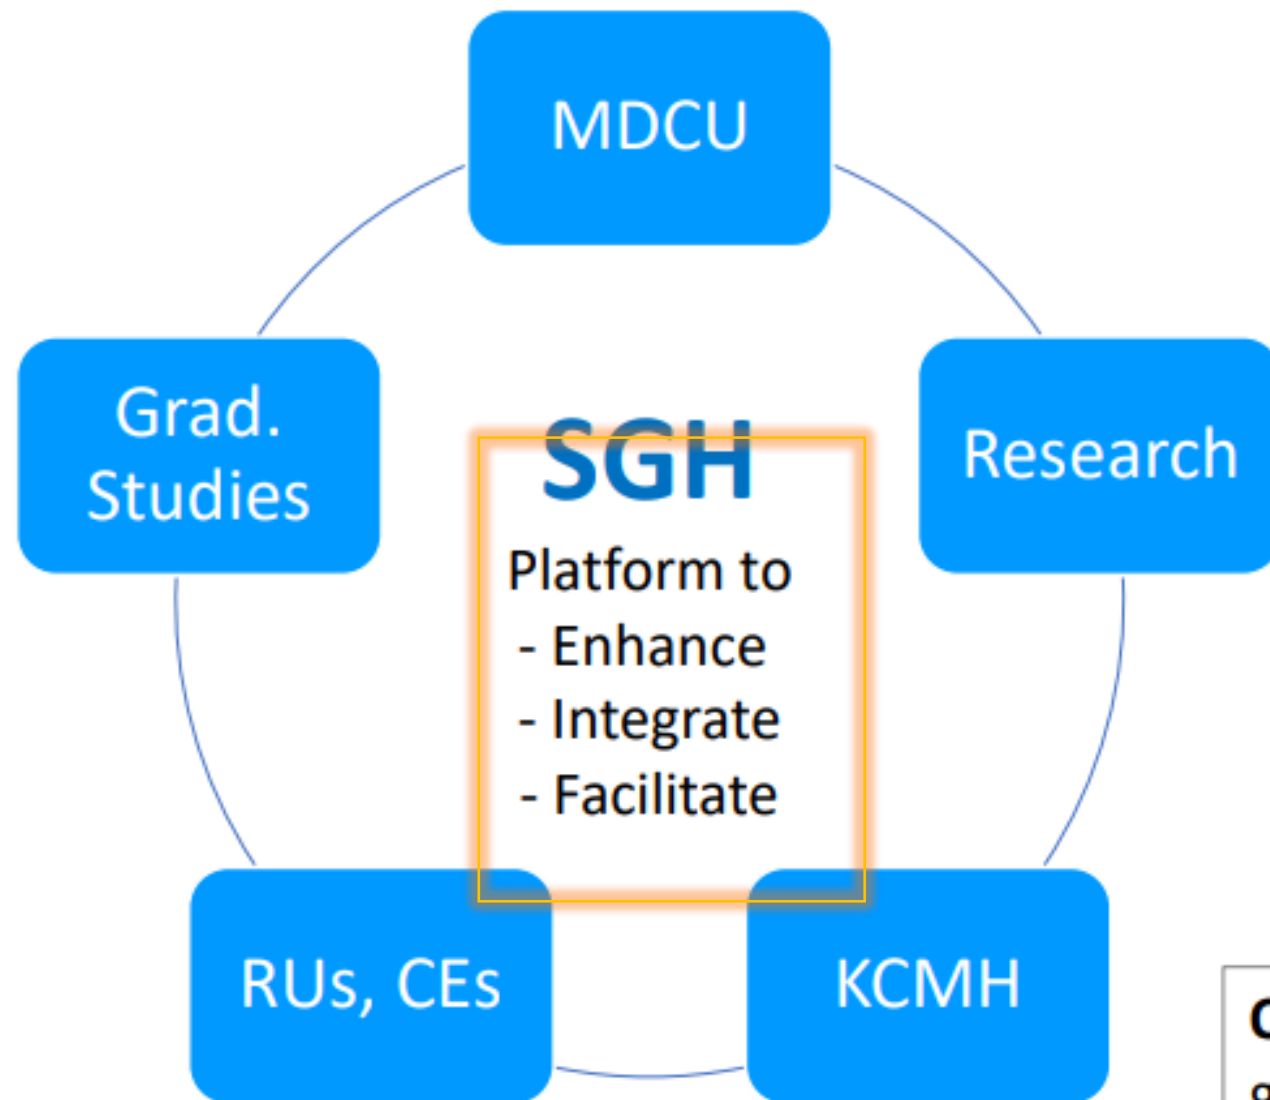 MDCU
Grad.
Studies
Research
SGH
Platform to
- Enhance
- Integrate
- Facilitate
RUs, CEs
KCMH